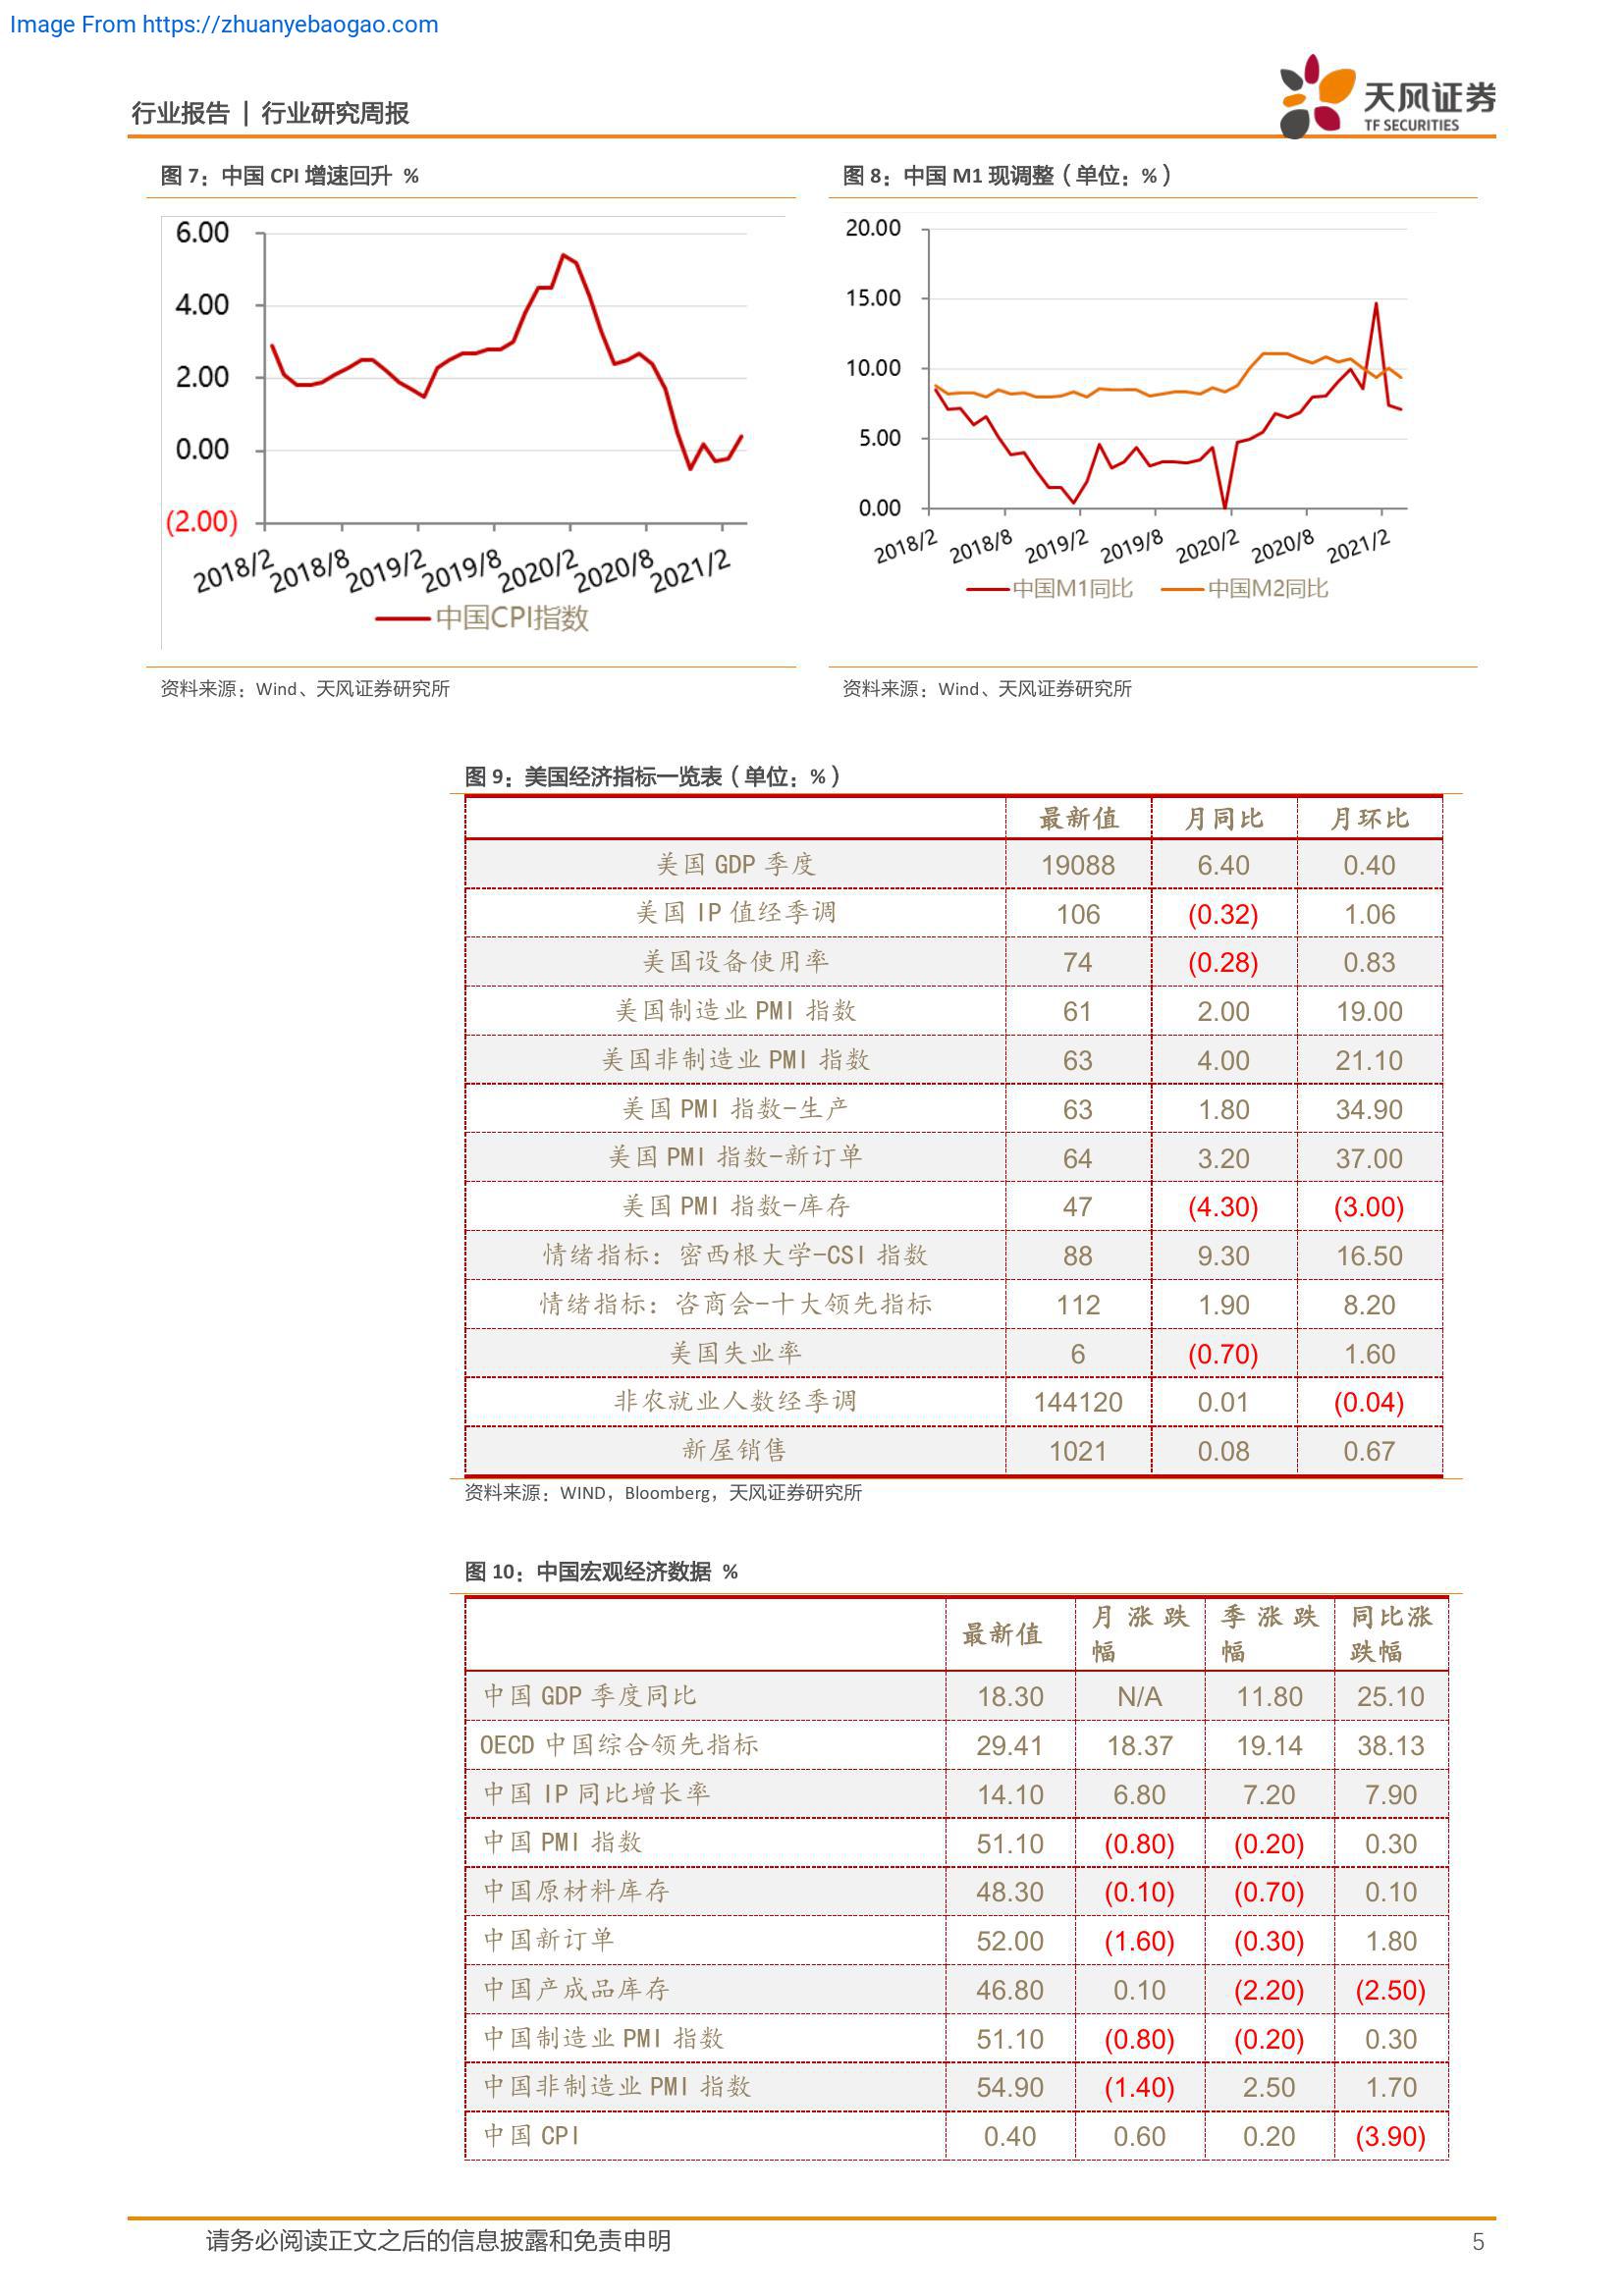 Image From https://zhuanyebaogao.com
行业报告 | 行业研究周报
天风证券
TF SECURITIES
图 7：中国 CPI 增速回升 %
6.00
4.00
2.00
0.00
(2.00)
2018/2 2018/8 2019/2 2019/8 2020/2 2020/8 2021/2
中国CPI指数
资料来源：Wind、天风证券研究所
图 8：中国 M1 现调整（单位：%）
20.00
15.00
10.00
5.00
0.00
2018/2 2018/8 2019/2 2019/8 2020/2 2020/8 2021/2
中国M1同比 中国M2同比
资料来源：Wind、天风证券研究所
图 9：美国经济指标一览表（单位：%）
最新值 月同比 月环比
美国 GDP 季度 19088 6.40 0.40
美国 IP 值经季调 106 (0.32) 1.06
美国设备使用率 74 (0.28) 0.83
美国制造业 PMI 指数 61 2.00 19.00
美国非制造业 PMI 指数 63 4.00 21.10
美国 PMI 指数-生产 63 1.80 34.90
美国 PMI 指数-新订单 64 3.20 37.00
美国 PMI 指数-库存 47 (4.30) (3.00)
情绪指标：密西根大学-CSI 指数 88 9.30 16.50
情绪指标：咨商会-十大领先指标 112 1.90 8.20
美国失业率 6 (0.70) 1.60
非农就业人数经季调 144120 0.01 (0.04)
新屋销售 1021 0.08 0.67
资料来源：WIND，Bloomberg，天风证券研究所
图 10：中国宏观经济数据 %
最新值 月涨跌幅 季涨跌幅 同比涨跌幅
中国 GDP 季度同比 18.30 N/A 11.80 25.10
OECD 中国综合领先指标 29.41 18.37 19.14 38.13
中国 IP 同比增长率 14.10 6.80 7.20 7.90
中国 PMI 指数 51.10 (0.80) (0.20) 0.30
中国原材料库存 48.30 (0.10) (0.70) 0.10
中国新订单 52.00 (1.60) (0.30) 1.80
中国产成品库存 46.80 0.10 (2.20) (2.50)
中国制造业 PMI 指数 51.10 (0.80) (0.20) 0.30
中国非制造业 PMI 指数 54.90 (1.40) 2.50 1.70
中国 CPI 0.40 0.60 0.20 (3.90)
请务必阅读正文之后的信息披露和免责申明 5